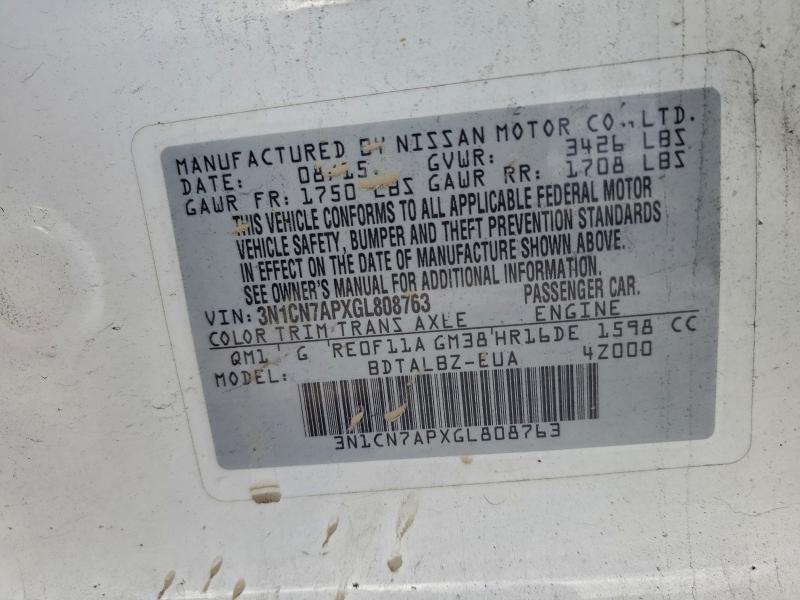 MANUFACTURED BY NISSAN MOTOR CO., LTD.
DATE: 08/15 GVWR: 3426 LBS
GAWR FR: 1750 LBS GAWR RR: 1708 LBS
THIS VEHICLE CONFORMS TO ALL APPLICABLE FEDERAL MOTOR
VEHICLE SAFETY, BUMPER AND THEFT PREVENTION STANDARDS
IN EFFECT ON THE DATE OF MANUFACTURE SHOWN ABOVE.
SEE OWNER'S MANUAL FOR ADDITIONAL INFORMATION.
VIN: 3N1CN7APXGL808763 PASSENGER CAR.
COLOR TRIM TRANS AXLE ENGINE
QM1 G RE0F11A GM38 HR16DE 1598 CC
MODEL: BDTALBZ-EUA 4Z000
3N1CN7APXGL808763